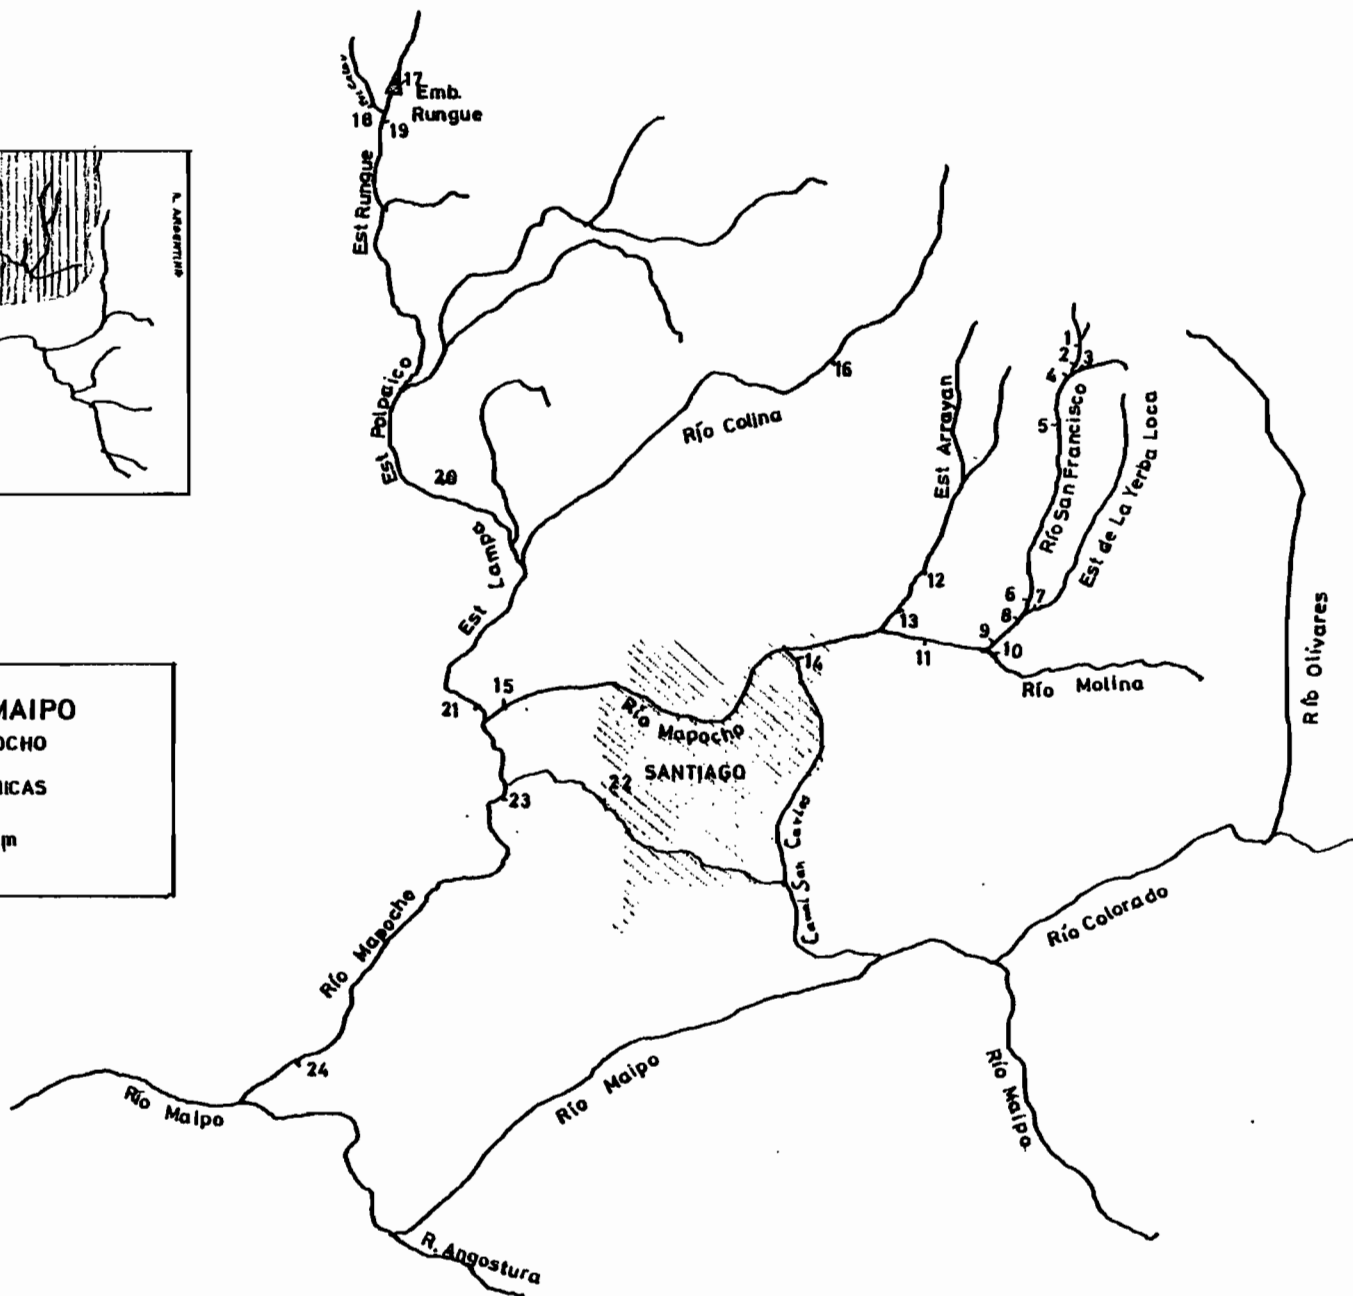 17
Emb.
Rungue
18
19
Est Rungue
R. ARGENTINA
1
2
3
4
5
16
Río Colina
Est Polpaico
20
Est Arrayan
Río San Francisco
Est de La Yerba Loca
Est Lampa
12
6
7
8
13
9
10
11
14
Río Molina
Río Olivares
15
21
Río Mapocho
SANTIAGO
22
23
MAIPO
OCHO
ICAS
m
Canal San Carlos
Río Colorado
Río Mapocho
24
Río Maipo
Río Maipo
Río Maipo
R. Angostura